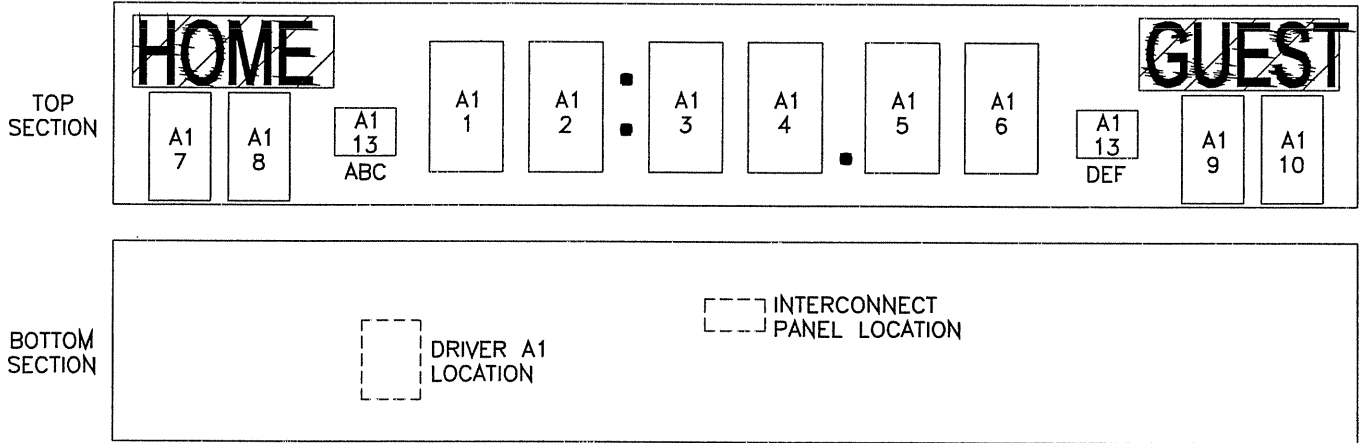 HOME
GUEST
TOP
SECTION
A1
7
A1
8
A1
13
ABC
A1
1
A1
2
A1
3
A1
4
A1
5
A1
6
A1
13
DEF
A1
9
A1
10
BOTTOM
SECTION
DRIVER A1
LOCATION
INTERCONNECT
PANEL LOCATION